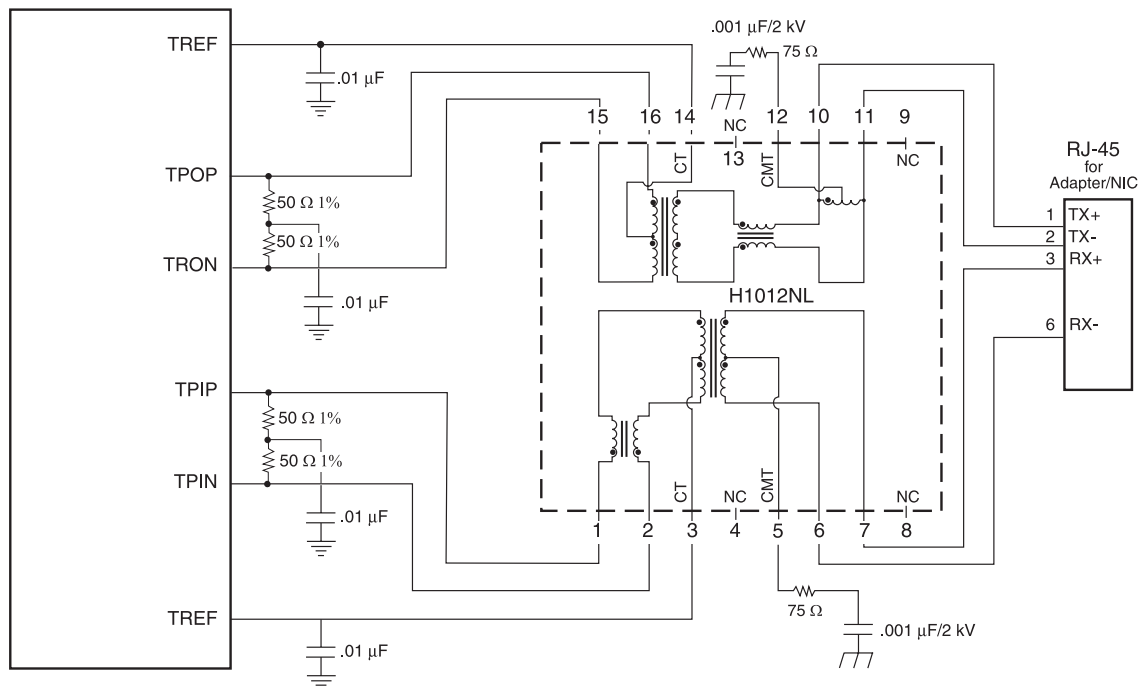 .001 µF/2 kV
75 Ω
TREF
.01 µF
15
16
14
NC
13
12
10
11
9
NC
CT
CMT
RJ-45
for
Adapter/NIC
TPOP
50 Ω 1%
50 Ω 1%
1 TX+
2 TX-
3 RX+
6 RX-
TRON
.01 µF
H1012NL
TPIP
50 Ω 1%
50 Ω 1%
TPIN
.01 µF
CT
NC
CMT
NC
1
2
3
4
5
6
7
8
75 Ω
.001 µF/2 kV
TREF
.01 µF